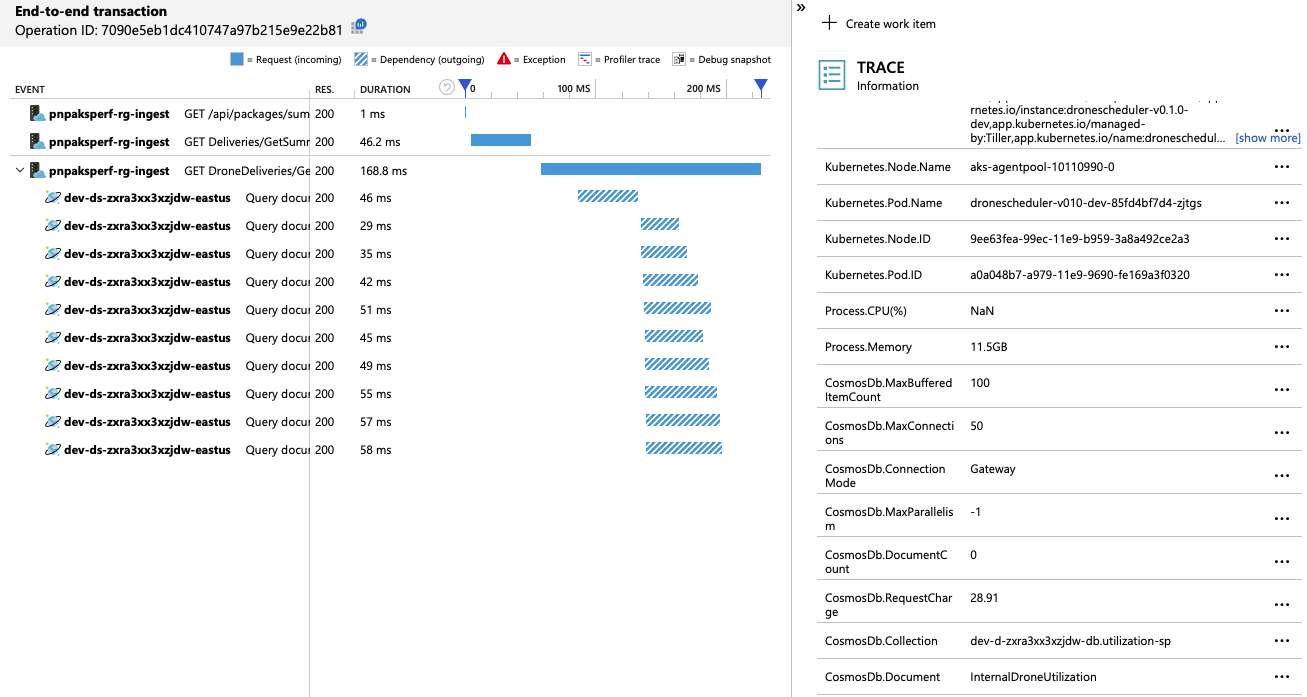 End-to-end transaction
Operation ID: 7090e5eb1dc410747a97b215e9e22b81
= Request (incoming) = Dependency (outgoing) = Exception = Profiler trace = Debug snapshot
EVENT RES. DURATION 0 100 MS 200 MS
pnpaksperf-rg-ingest GET /api/packages/sum 200 1 ms
pnpaksperf-rg-ingest GET Deliveries/GetSumm 200 46.2 ms
pnpaksperf-rg-ingest GET DroneDeliveries/Ge 200 168.8 ms
dev-ds-zxra3xx3xzjdw-eastus Query docu 200 46 ms
dev-ds-zxra3xx3xzjdw-eastus Query docu 200 29 ms
dev-ds-zxra3xx3xzjdw-eastus Query docu 200 35 ms
dev-ds-zxra3xx3xzjdw-eastus Query docu 200 42 ms
dev-ds-zxra3xx3xzjdw-eastus Query docu 200 51 ms
dev-ds-zxra3xx3xzjdw-eastus Query docu 200 45 ms
dev-ds-zxra3xx3xzjdw-eastus Query docu 200 49 ms
dev-ds-zxra3xx3xzjdw-eastus Query docu 200 55 ms
dev-ds-zxra3xx3xzjdw-eastus Query docu 200 57 ms
dev-ds-zxra3xx3xzjdw-eastus Query docu 200 58 ms
»
+ Create work item
TRACE
Information
rnetes.io/instance:dronescheduler-v0.1.0-
dev,app.kubernetes.io/managed-
by:Tiller,app.kubernetes.io/name:droneschedul... [show more]
Kubernetes.Node.Name aks-agentpool-10110990-0
Kubernetes.Pod.Name dronescheduler-v010-dev-85fd4bf7d4-zjtgs
Kubernetes.Node.ID 9ee63fea-99ec-11e9-b959-3a8a492ce2a3
Kubernetes.Pod.ID a0a048b7-a979-11e9-9690-fe169a3f0320
Process.CPU(%) NaN
Process.Memory 11.5GB
CosmosDb.MaxBuffered 100
ItemCount
CosmosDb.MaxConnecti 50
ons
CosmosDb.Connection Gateway
Mode
CosmosDb.MaxParallelis -1
m
CosmosDb.DocumentC 0
ount
CosmosDb.RequestChar 28.91
ge
CosmosDb.Collection dev-d-zxra3xx3xzjdw-db.utilization-sp
CosmosDb.Document InternalDroneUtilization